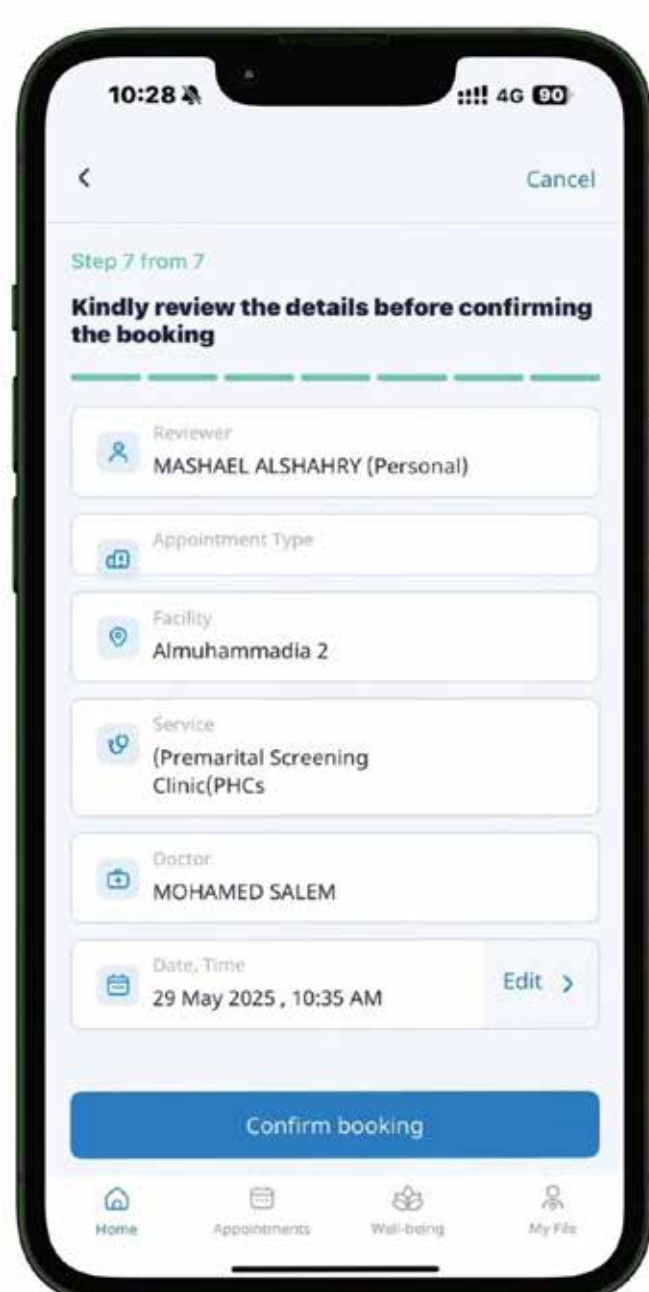 10:28
4G 90
Cancel
Step 7 from 7
Kindly review the details before confirming
the booking
Reviewer
MASHAEL ALSHAHRY (Personal)
Appointment Type
Facility
Almuhammadia 2
Service
(Premarital Screening
Clinic(PHCs
Doctor
MOHAMED SALEM
Date, Time
29 May 2025 , 10:35 AM
Edit
Confirm booking
Home Appointments Well-being My File